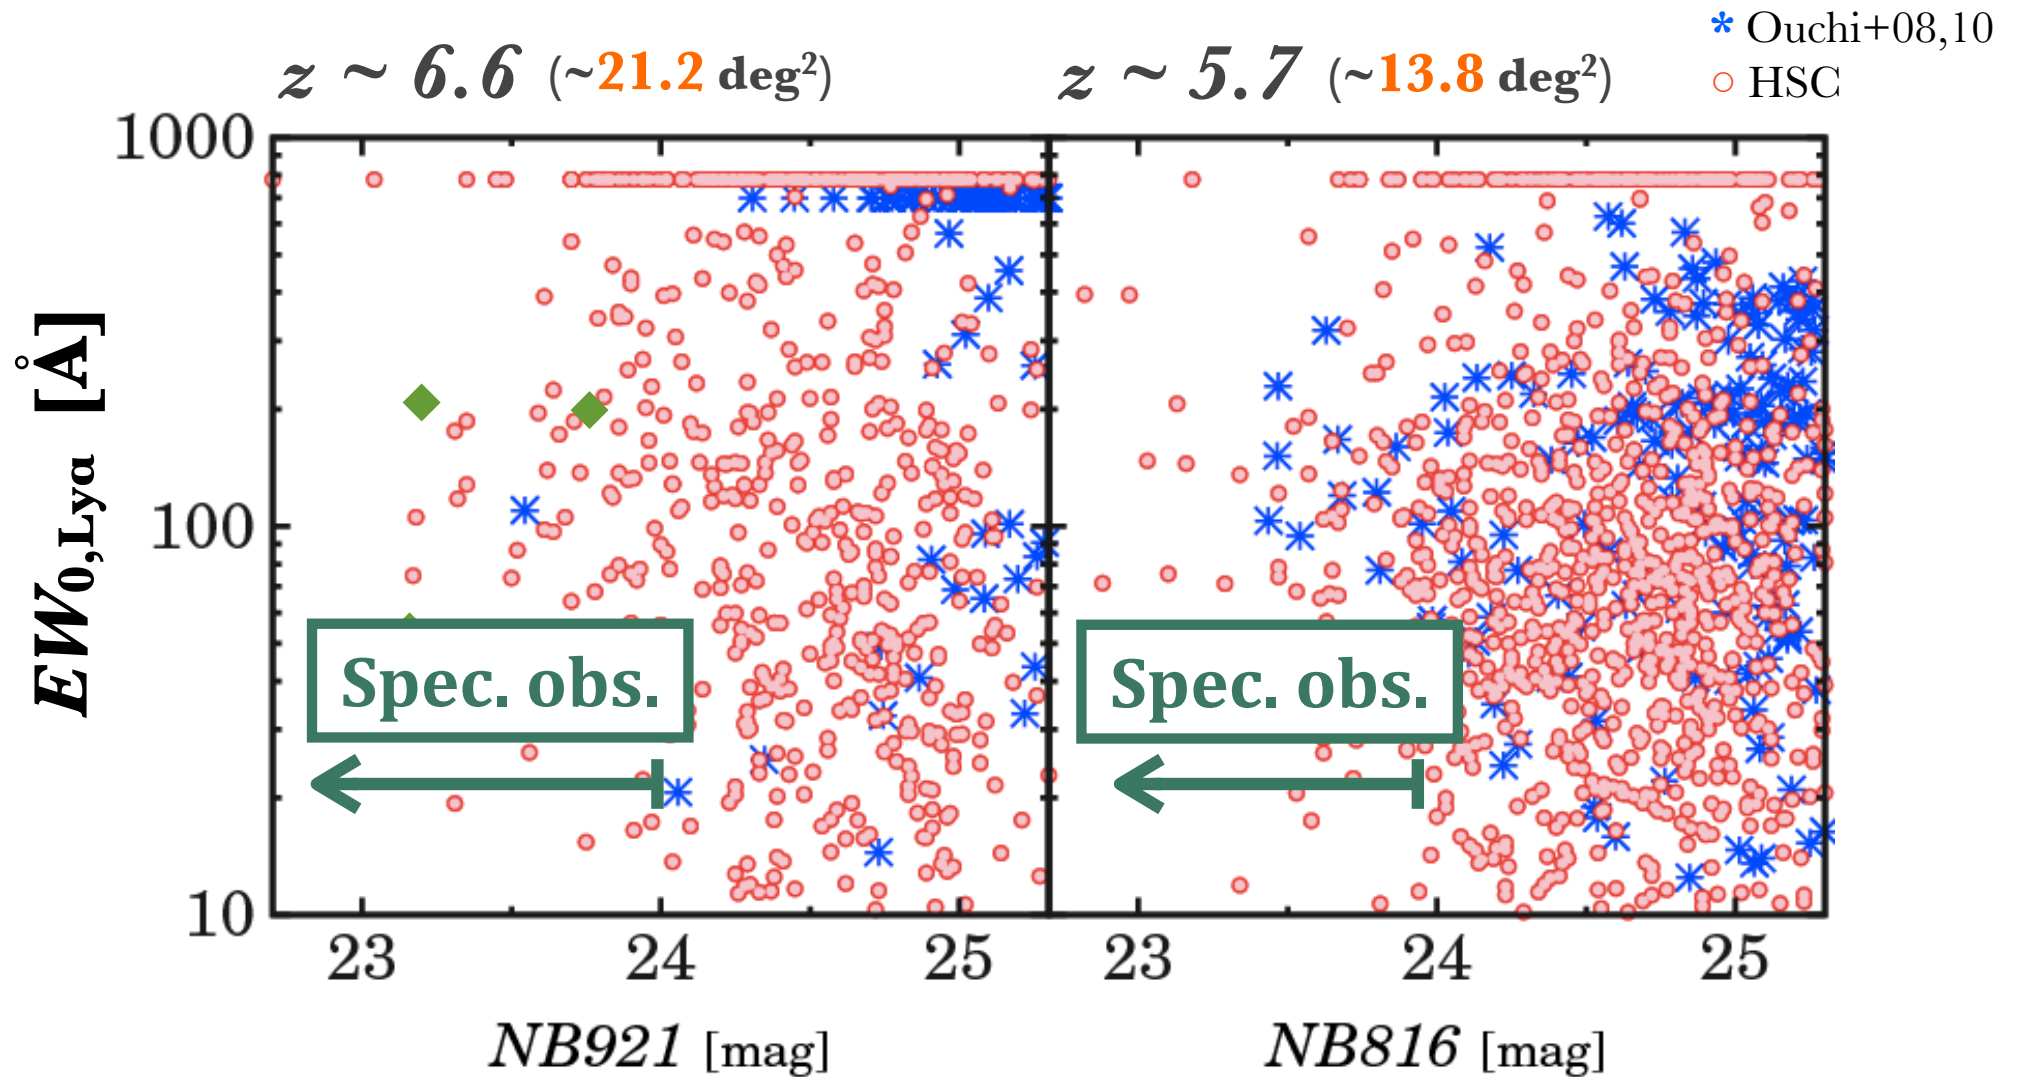 * Ouchi+08,10
○ HSC
z ~ 6.6 (~21.2 deg²)
z ~ 5.7 (~13.8 deg²)
1000
100
10
EW0,Lyα [Å]
Spec. obs.
Spec. obs.
23 24 25
23 24 25
NB921 [mag]
NB816 [mag]